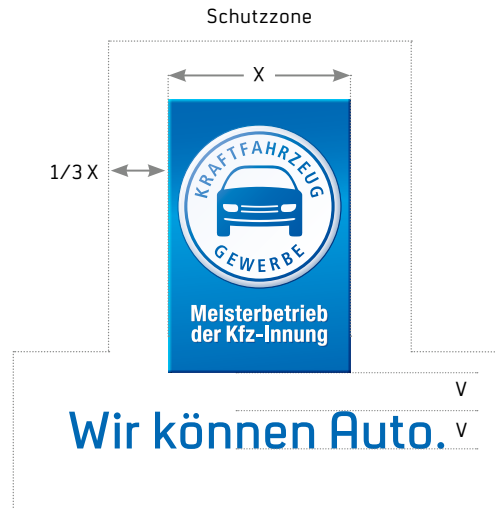 Schutzzone
X
1/3 X
KRAFTFAHRZEUG
GEWERBE
Meisterbetrieb
der Kfz-Innung
V
Wir können Auto.
V